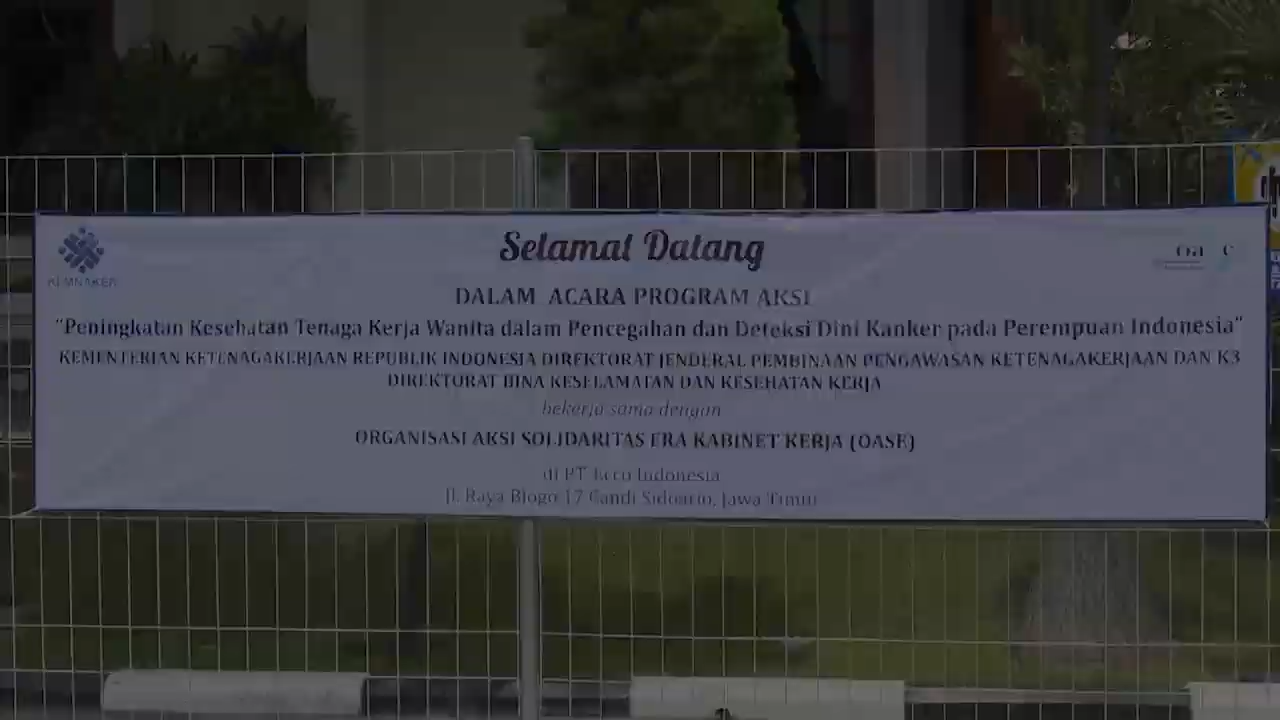 KEMNAKER
Selamat Datang
DALAM ACARA PROGRAM AKSI
"Peningkatan Kesehatan Tenaga Kerja Wanita dalam Pencegahan dan Deteksi Dini Kanker pada Perempuan Indonesia"
KEMENTERIAN KETENAGAKERJAAN REPUBLIK INDONESIA DIREKTORAT JENDERAL PEMBINAAN PENGAWASAN KETENAGAKERJAAN DAN K3
DIREKTORAT BINA KESELAMATAN DAN KESEHATAN KERJA
bekerja sama dengan
ORGANISASI AKSI SOLIDARITAS ERA KABINET KERJA (OASE)
di PT Ecco Indonesia
Jl. Raya Bligo 17 Candi Sidoarjo, Jawa Timur